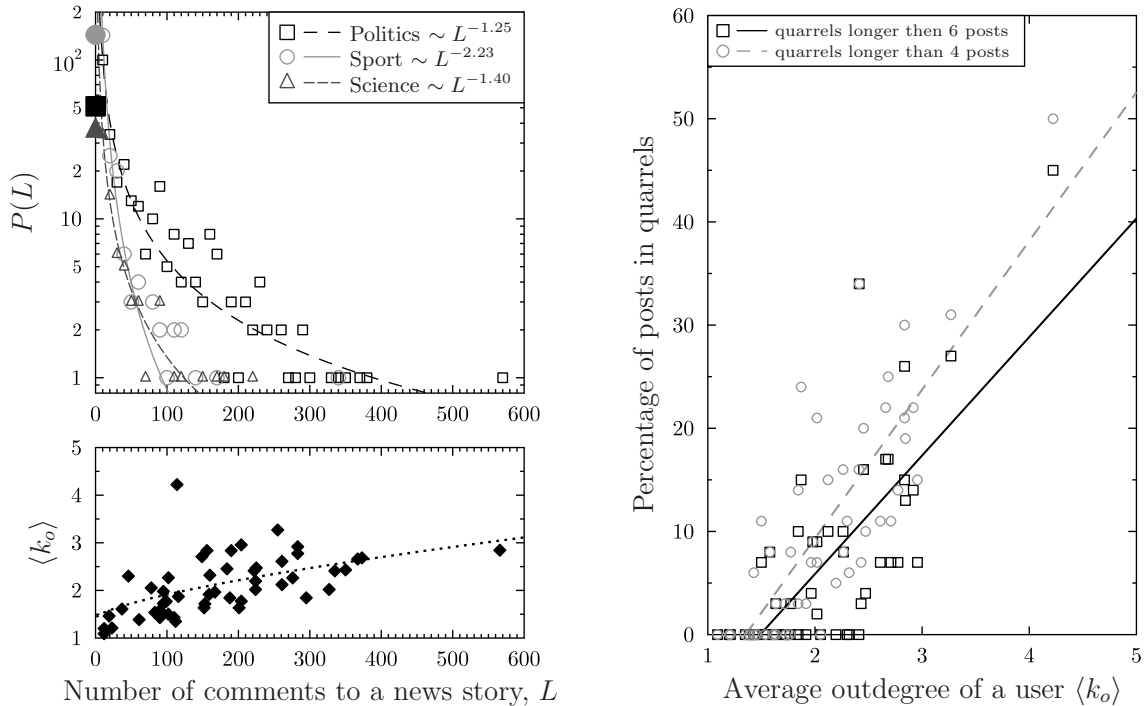 Politics ∼ L^{−1.25}
Sport ∼ L^{−2.23}
Science ∼ L^{−1.40}
P(L)
2
10^2
5
2
10
5
2
1
0 100 200 300 400 500 600
5
4
3
2
1
⟨k_o⟩
0 100 200 300 400 500 600
Number of comments to a news story, L
quarrels longer then 6 posts
quarrels longer than 4 posts
Percentage of posts in quarrels
60
50
40
30
20
10
0
1 2 3 4 5
Average outdegree of a user ⟨k_o⟩